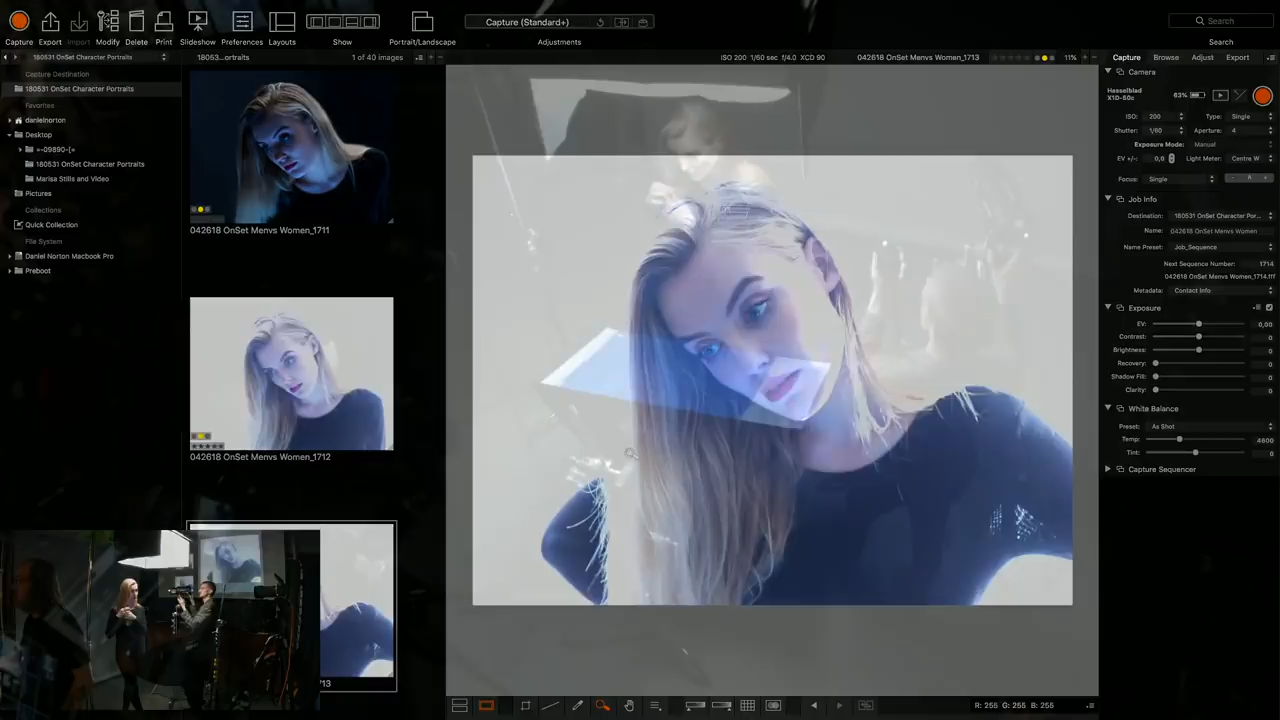 Capture Export Import Modify Delete Print Slideshow Preferences Layouts Show Portrait/Landscape
Capture (Standard+)
Adjustments
Search
Search
180531 OnSet Character Portraits
18053...ortraits
1 of 40 images
ISO 200 1/60 sec f/4.0 XCD 90
042618 OnSet Menvs Women_1713
11%
Capture Browse Adjust Export
Capture Destination
180531 OnSet Character Portraits
Favorites
danielnorton
Desktop
180531 OnSet Character Portraits
Marisa Stills and Video
Pictures
Collections
Quick Collection
File System
Daniel Norton Macbook Pro
Preboot
042618 OnSet Menvs Women_1711
042618 OnSet Menvs Women_1712
713
Camera
Hasselblad
X1D-50c
63%
ISO: 200 Type: Single
Shutter: 1/60 Aperture: 4
Exposure Mode: Manual
EV +/-: 0,0 Light Meter: Centre W
Focus: Single - A +
Job Info
Destination: 180531 OnSet Character Por...
Name: 042618 OnSet Menvs Women
Name Preset: Job_Sequence
Next Sequence Number: 1714
042618 OnSet Menvs Women_1714.fff
Metadata: Contact Info
Exposure
EV: 0,00
Contrast: 0
Brightness: 0
Recovery: 0
Shadow Fill: 0
Clarity: 0
White Balance
Preset: As Shot
Temp: 4600
Tint: 0
Capture Sequencer
R: 255 G: 255 B: 255